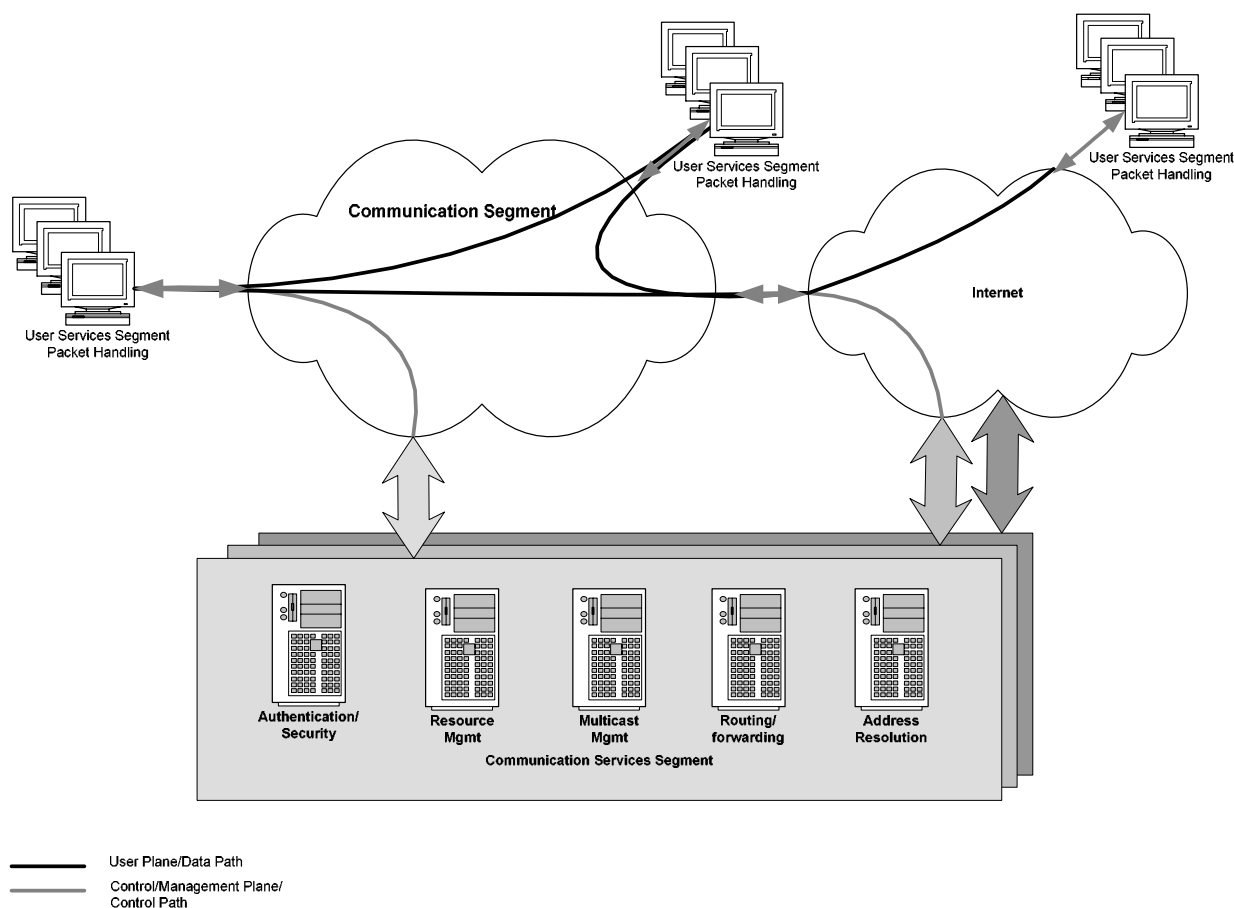 User Services Segment
Packet Handling
User Services Segment
Packet Handling
Communication Segment
Internet
User Services Segment
Packet Handling
Authentication/
Security
Resource
Mgmt
Multicast
Mgmt
Routing/
forwarding
Address
Resolution
Communication Services Segment
User Plane/Data Path
Control/Management Plane/
Control Path